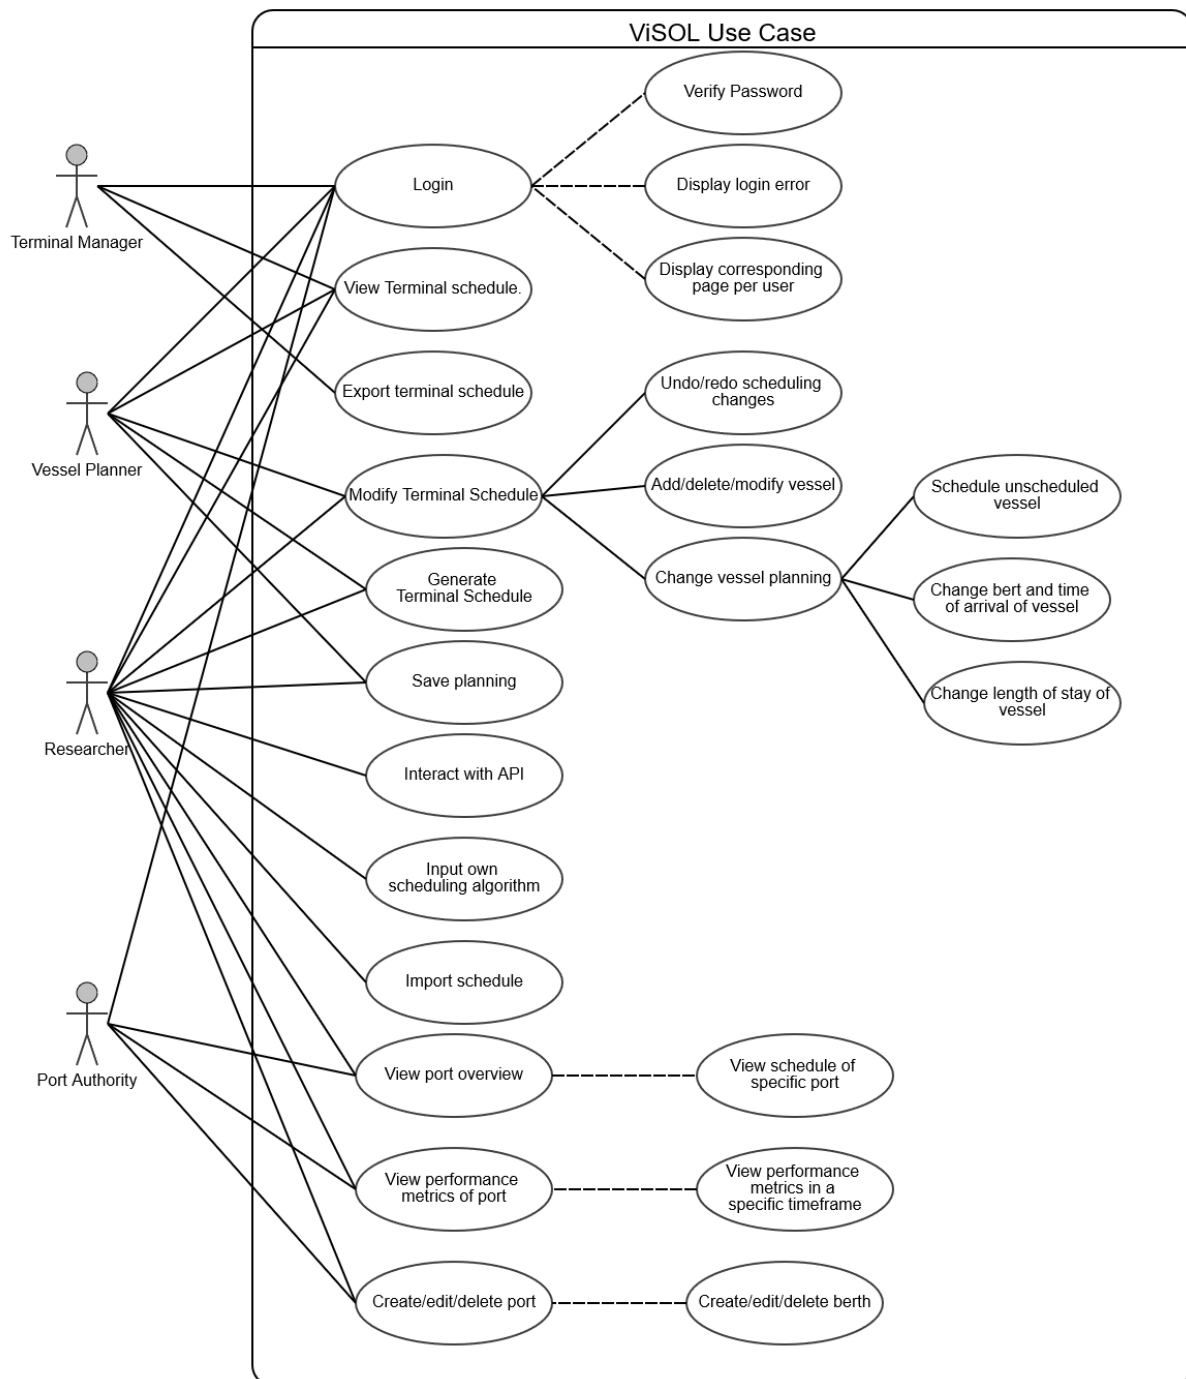 ViSOL Use Case
Verify Password
Login
Display login error
Terminal Manager
Display corresponding
page per user
View Terminal schedule.
Export terminal schedule
Undo/redo scheduling
changes
Vessel Planner
Modify Terminal Schedule
Add/delete/modify vessel
Schedule unscheduled
vessel
Generate
Terminal Schedule
Change vessel planning
Change bert and time
of arrival of vessel
Save planning
Change length of stay of
vessel
Researcher
Interact with API
Input own
scheduling algorithm
Import schedule
Port Authority
View port overview
View schedule of
specific port
View performance
metrics of port
View performance
metrics in a
specific timeframe
Create/edit/delete port
Create/edit/delete berth